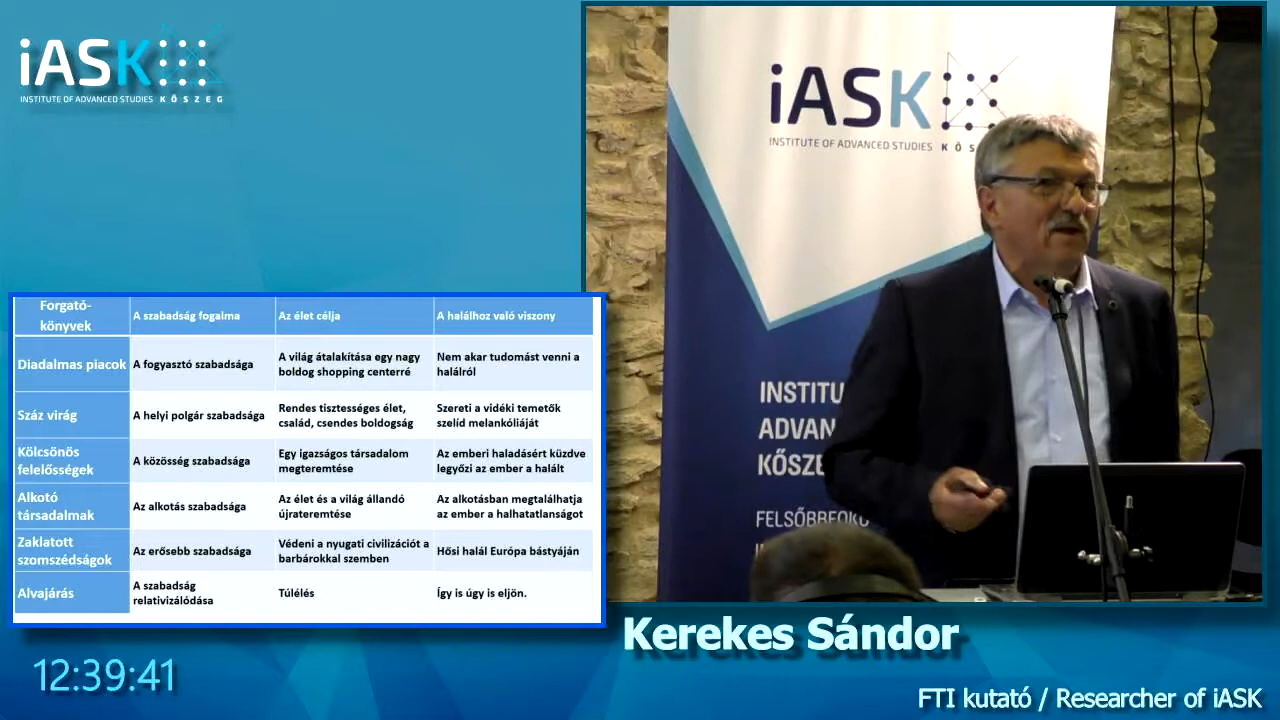 iASK
INSTITUTE OF ADVANCED STUDIES KŐSZEG
iASK
INSTITUTE OF ADVANCED STUDIES
INSTITU
ADVAN
KŐSZE
FELSŐBBFOKÚ
Forgató-
könyvek
A szabadság fogalma
Az élet célja
A halálhoz való viszony
Diadalmas piacok
A fogyasztó szabadsága
A világ átalakítása egy nagy
boldog shopping centerré
Nem akar tudomást venni a
halálról
Száz virág
A helyi polgár szabadsága
Rendes tisztességes élet,
család, csendes boldogság
Szereti a vidéki temetők
szelíd melankóliáját
Kölcsönös
felelősségek
A közösség szabadsága
Egy igazságos társadalom
megteremtése
Az emberi haladásért küzdve
legyőzi az ember a halált
Alkotó
társadalmak
Az alkotás szabadsága
Az élet és a világ állandó
újrateremtése
Az alkotásban megtalálhatja
az ember a halhatatlanságot
Zaklatott
szomszédságok
Az erősebb szabadsága
Védeni a nyugati civilizációt a
barbárokkal szemben
Hősi halál Európa bástyáján
Alvajárás
A szabadság
relativizálódása
Túlélés
Így is úgy is eljön.
Kerekes Sándor
12:39:41
FTI kutató / Researcher of iASK